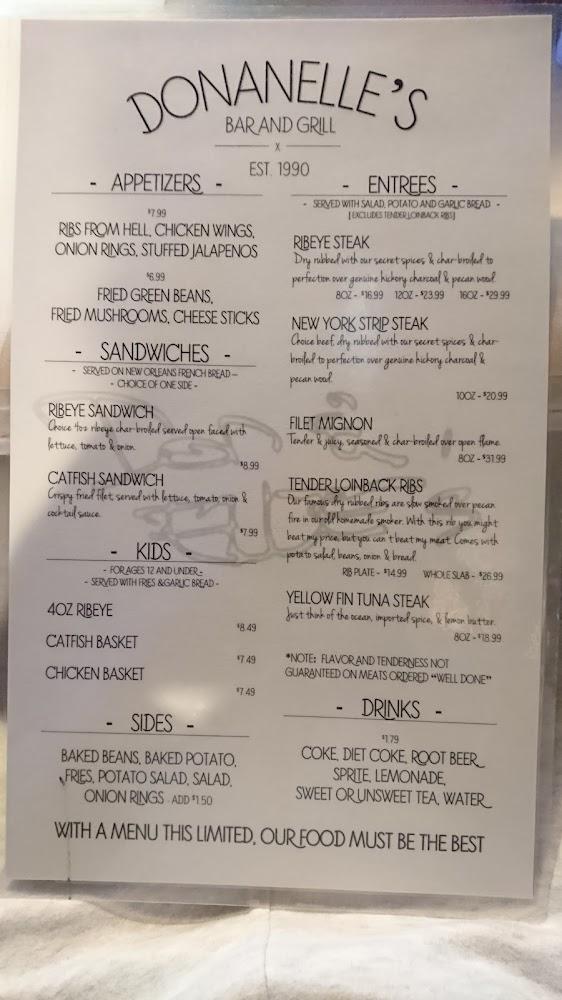 DONANELLE'S
BAR AND GRILL
X
EST. 1990
- APPETIZERS -
$7.99
RIBS FROM HELL, CHICKEN WINGS,
ONION RINGS, STUFFED JALAPENOS
$6.99
FRIED GREEN BEANS,
FRIED MUSHROOMS, CHEESE STICKS
- SANDWICHES -
- SERVED ON NEW ORLEANS FRENCH BREAD -
- CHOICE OF ONE SIDE -
RIBEYE SANDWICH
Choice 4oz ribeye char-broiled served open faced with
lettuce, tomato & onion.
$8.99
CATFISH SANDWICH
Crispy fried filet, served with lettuce, tomato, onion &
cocktail sauce.
$7.99
- KIDS -
- FOR AGES 12 AND UNDER -
- SERVED WITH FRIES & GARLIC BREAD -
4OZ RIBEYE
$8.49
CATFISH BASKET
$7.49
CHICKEN BASKET
$7.49
- SIDES -
BAKED BEANS, BAKED POTATO,
FRIES, POTATO SALAD, SALAD,
ONION RINGS - ADD $1.50
- ENTREES -
- SERVED WITH SALAD, POTATO AND GARLIC BREAD -
[EXCLUDES TENDER LOINBACK RIBS]
RIBEYE STEAK
Dry rubbed with our secret spices & char-broiled to
perfection over genuine hickory charcoal & pecan wood.
8OZ - $16.99 12OZ - $23.99 16OZ - $29.99
NEW YORK STRIP STEAK
Choice beef, dry rubbed with our secret spices & char-
broiled to perfection over genuine hickory charcoal &
pecan wood.
10OZ - $20.99
FILET MIGNON
Tender & juicy, seasoned & char-broiled over open flame.
8OZ - $31.99
TENDER LOINBACK RIBS
Our famous dry rubbed ribs are slow smoked over pecan
fire in our old homemade smoker. With this rib you might
beat my price, but you can't beat my meat. Comes with
potato salad, beans, onion & bread.
RIB PLATE - $14.99 WHOLE SLAB - $26.99
YELLOW FIN TUNA STEAK
Just think of the ocean, imported spice, & lemon butter.
8OZ - $18.99
*NOTE: FLAVOR AND TENDERNESS NOT
GUARANTEED ON MEATS ORDERED "WELL DONE"
- DRINKS -
$1.79
COKE, DIET COKE, ROOT BEER
SPRITE, LEMONADE,
SWEET OR UNSWEET TEA, WATER
WITH A MENU THIS LIMITED, OUR FOOD MUST BE THE BEST